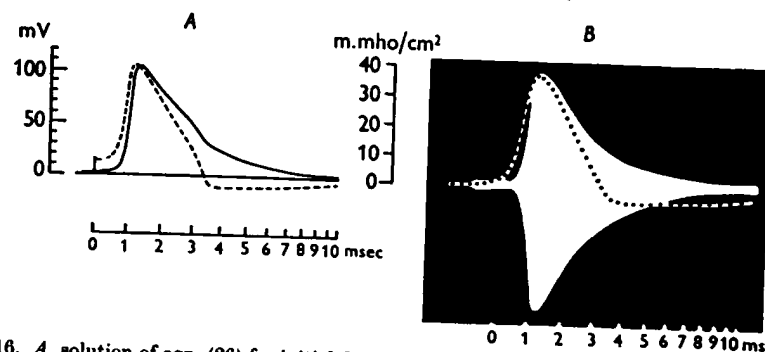 A
B
mV
m.mho/cm²
100
50
0
40
30
20
10
0
0 1 2 3 4 5 6 7 8 9 10 msec
0 1 2 3 4 5 6 7 8 9 10 ms
16. A, solution of eqn. (26) for initial